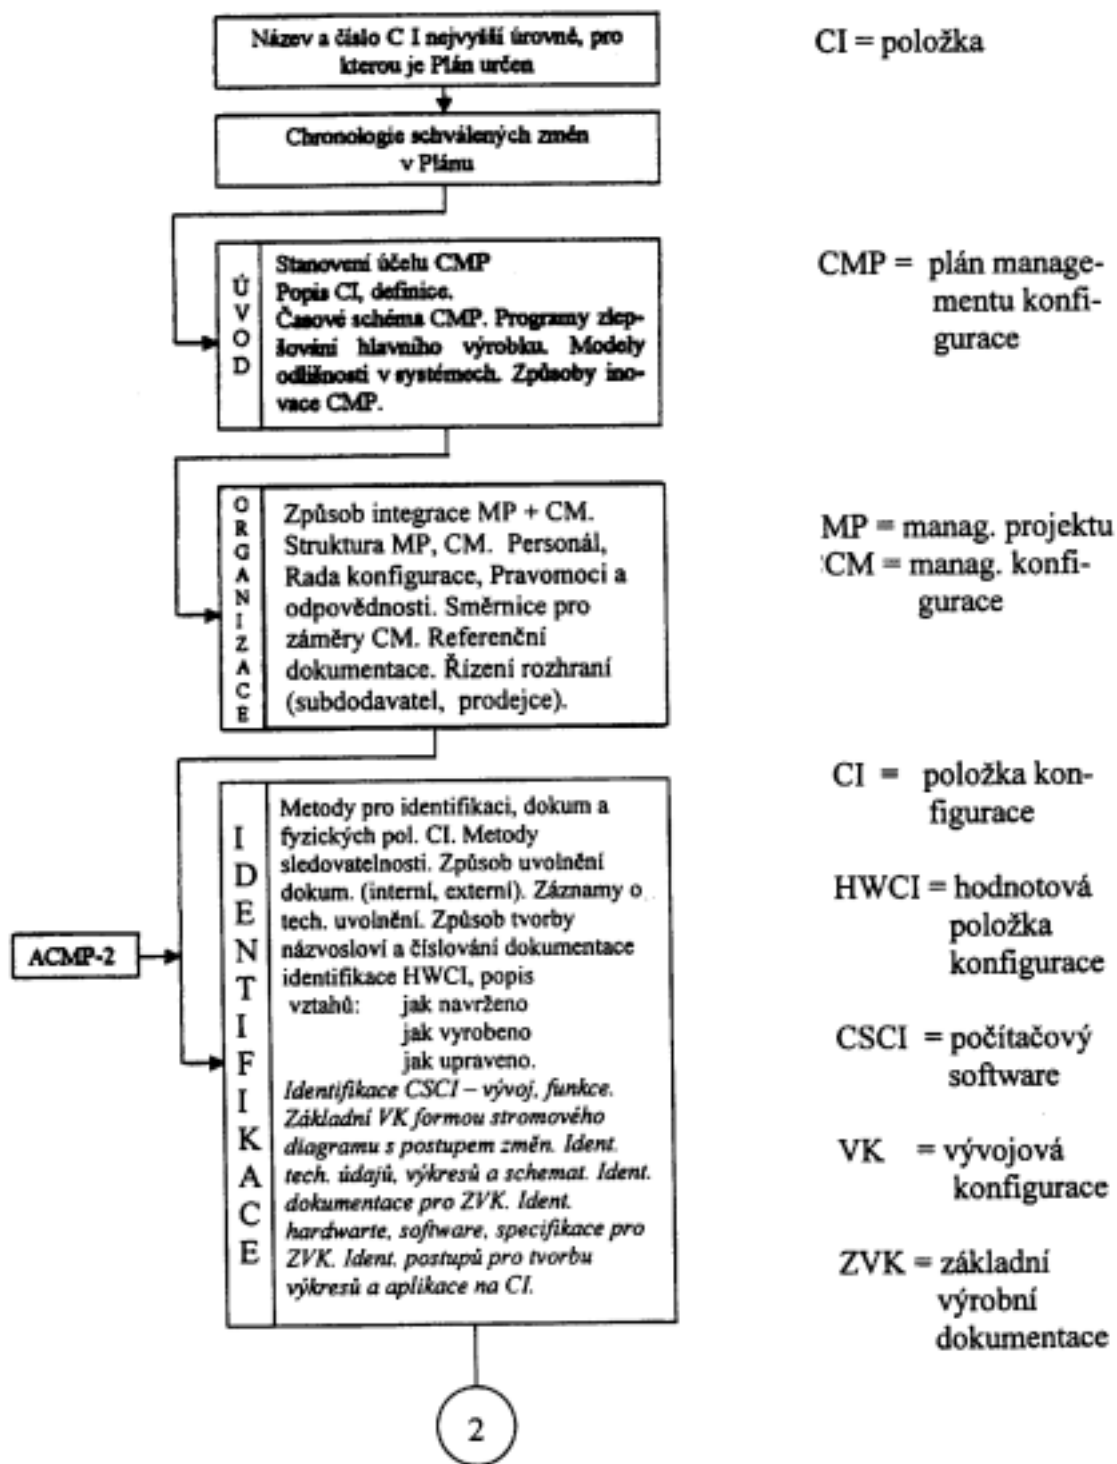 Název a číslo C I nejvyšší úrovně, pro
kterou je Plán určen
CI = položka
Chronologie schválených změn
v Plánu
ÚVOD
Stanovení účelu CMP
Popis CI, definice.
Časové schéma CMP. Programy zlep-
šování hlavního výrobku. Modely
odlišnosti v systémech. Způsoby ino-
vace CMP.
CMP = plán manage-
mentu konfi-
gurace
ORGANIZACE
Způsob integrace MP + CM.
Struktura MP, CM. Personál,
Rada konfigurace, Pravomoci a
odpovědnosti. Směrnice pro
záměry CM. Referenční
dokumentace. Řízení rozhraní
(subdodavatel, prodejce).
MP = manag. projektu
CM = manag. konfi-
gurace
ACMP-2
IDENTIFIKACE
Metody pro identifikaci, dokum a
fyzických pol. CI. Metody
sledovatelnosti. Způsob uvolnění
dokum. (interní, externí). Záznamy o
tech. uvolnění. Způsob tvorby
názvosloví a číslování dokumentace
identifikace HWCI, popis
vztahů: jak navrženo
jak vyrobeno
jak upraveno.
Identifikace CSCI – vývoj, funkce.
Základní VK formou stromového
diagramu s postupem změn. Ident.
tech. údajů, výkresů a schemat. Ident.
dokumentace pro ZVK. Ident.
hardwarte, software, specifikace pro
ZVK. Ident. postupů pro tvorbu
výkresů a aplikace na CI.
CI = položka kon-
figurace
HWCI = hodnotová
položka
konfigurace
CSCI = počítačový
software
VK = vývojová
konfigurace
ZVK = základní
výrobní
dokumentace
2